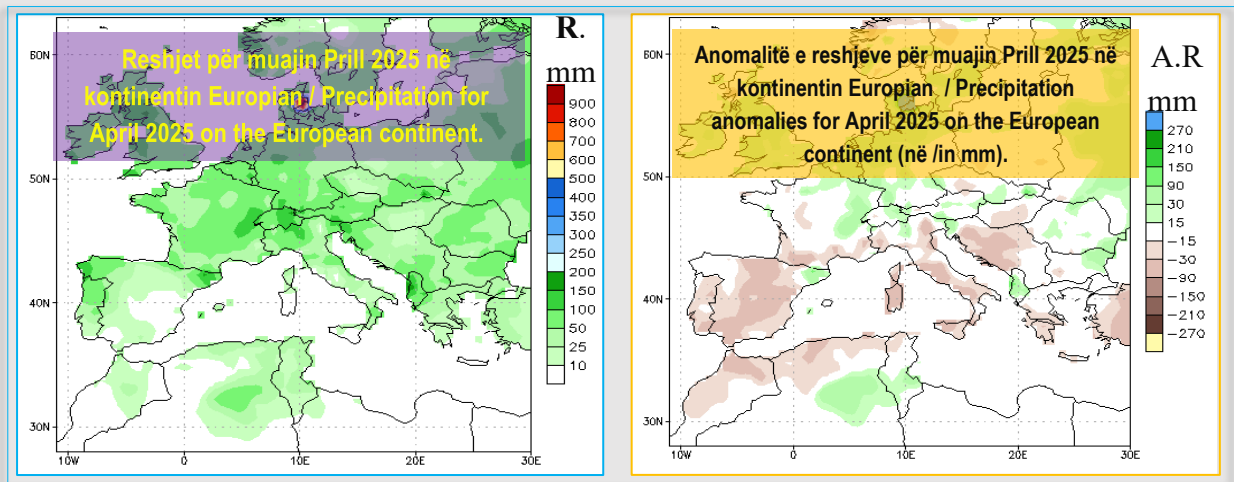 Reshjet për muajin Prill 2025 në
kontinentin Europian / Precipitation for
April 2025 on the European continent.
R.
mm
900
800
700
600
500
400
350
300
250
200
150
100
50
25
10
60N
50N
40N
30N
10W
0
10E
20E
30E
Anomalitë e reshjeve për muajin Prill 2025 në
kontinentin Europian / Precipitation
anomalies for April 2025 on the European
continent (në /in mm).
A.R
mm
270
210
150
90
30
15
−15
−30
−90
−150
−210
−270
60N
50N
40N
30N
10W
0
10E
20E
30E